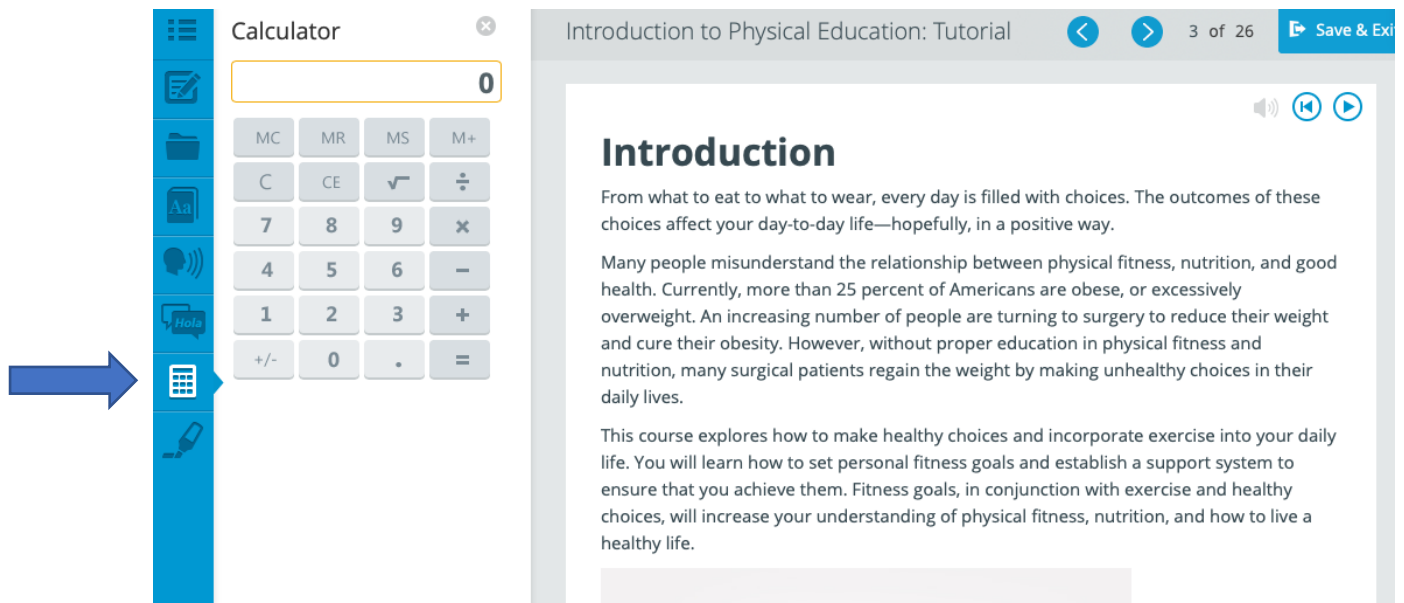 Calculator
0
MC MR MS M+
C CE √ ÷
7 8 9 ×
4 5 6 −
1 2 3 +
+/- 0 . =
Aa
Hola
Introduction to Physical Education: Tutorial
3 of 26
Save & Exi
Introduction
From what to eat to what to wear, every day is filled with choices. The outcomes of these
choices affect your day-to-day life—hopefully, in a positive way.
Many people misunderstand the relationship between physical fitness, nutrition, and good
health. Currently, more than 25 percent of Americans are obese, or excessively
overweight. An increasing number of people are turning to surgery to reduce their weight
and cure their obesity. However, without proper education in physical fitness and
nutrition, many surgical patients regain the weight by making unhealthy choices in their
daily lives.
This course explores how to make healthy choices and incorporate exercise into your daily
life. You will learn how to set personal fitness goals and establish a support system to
ensure that you achieve them. Fitness goals, in conjunction with exercise and healthy
choices, will increase your understanding of physical fitness, nutrition, and how to live a
healthy life.